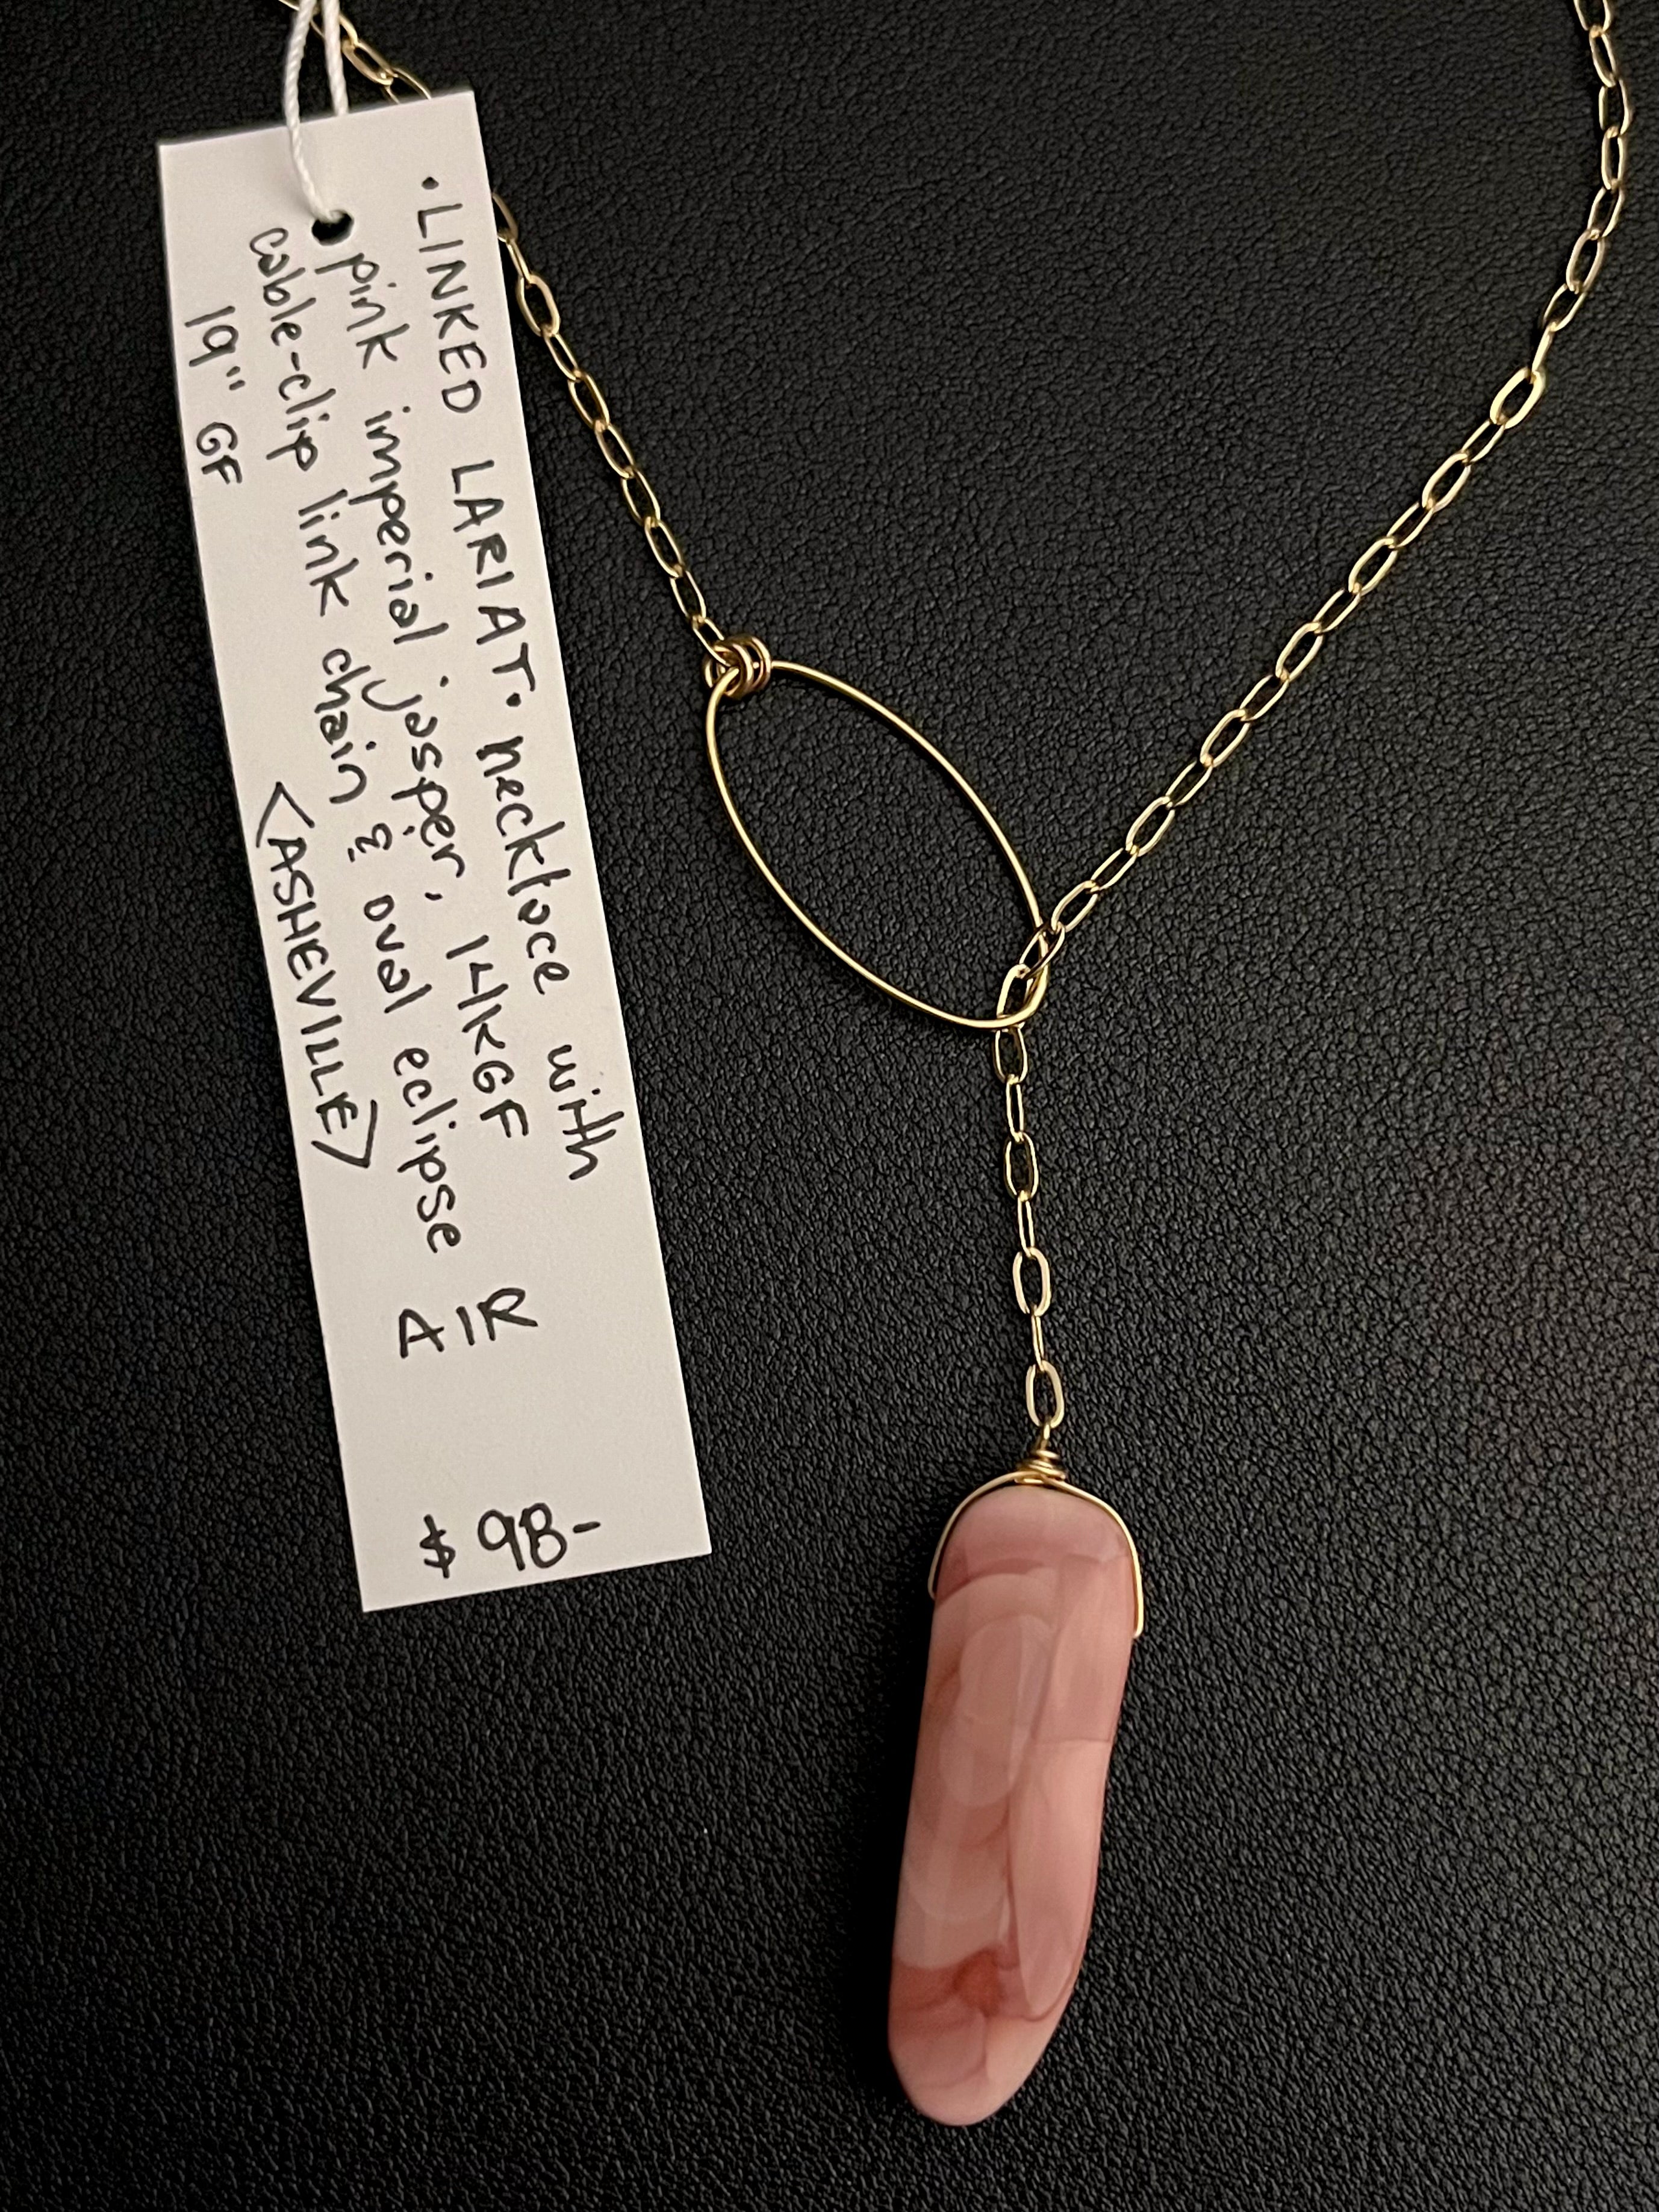 • LINKED LARIAT • necklace with
pink imperial jasper, 14KGF
cable-clip link chain & oval eclipse
19" GF <ASHEVILLE>
AIR
$ 98-